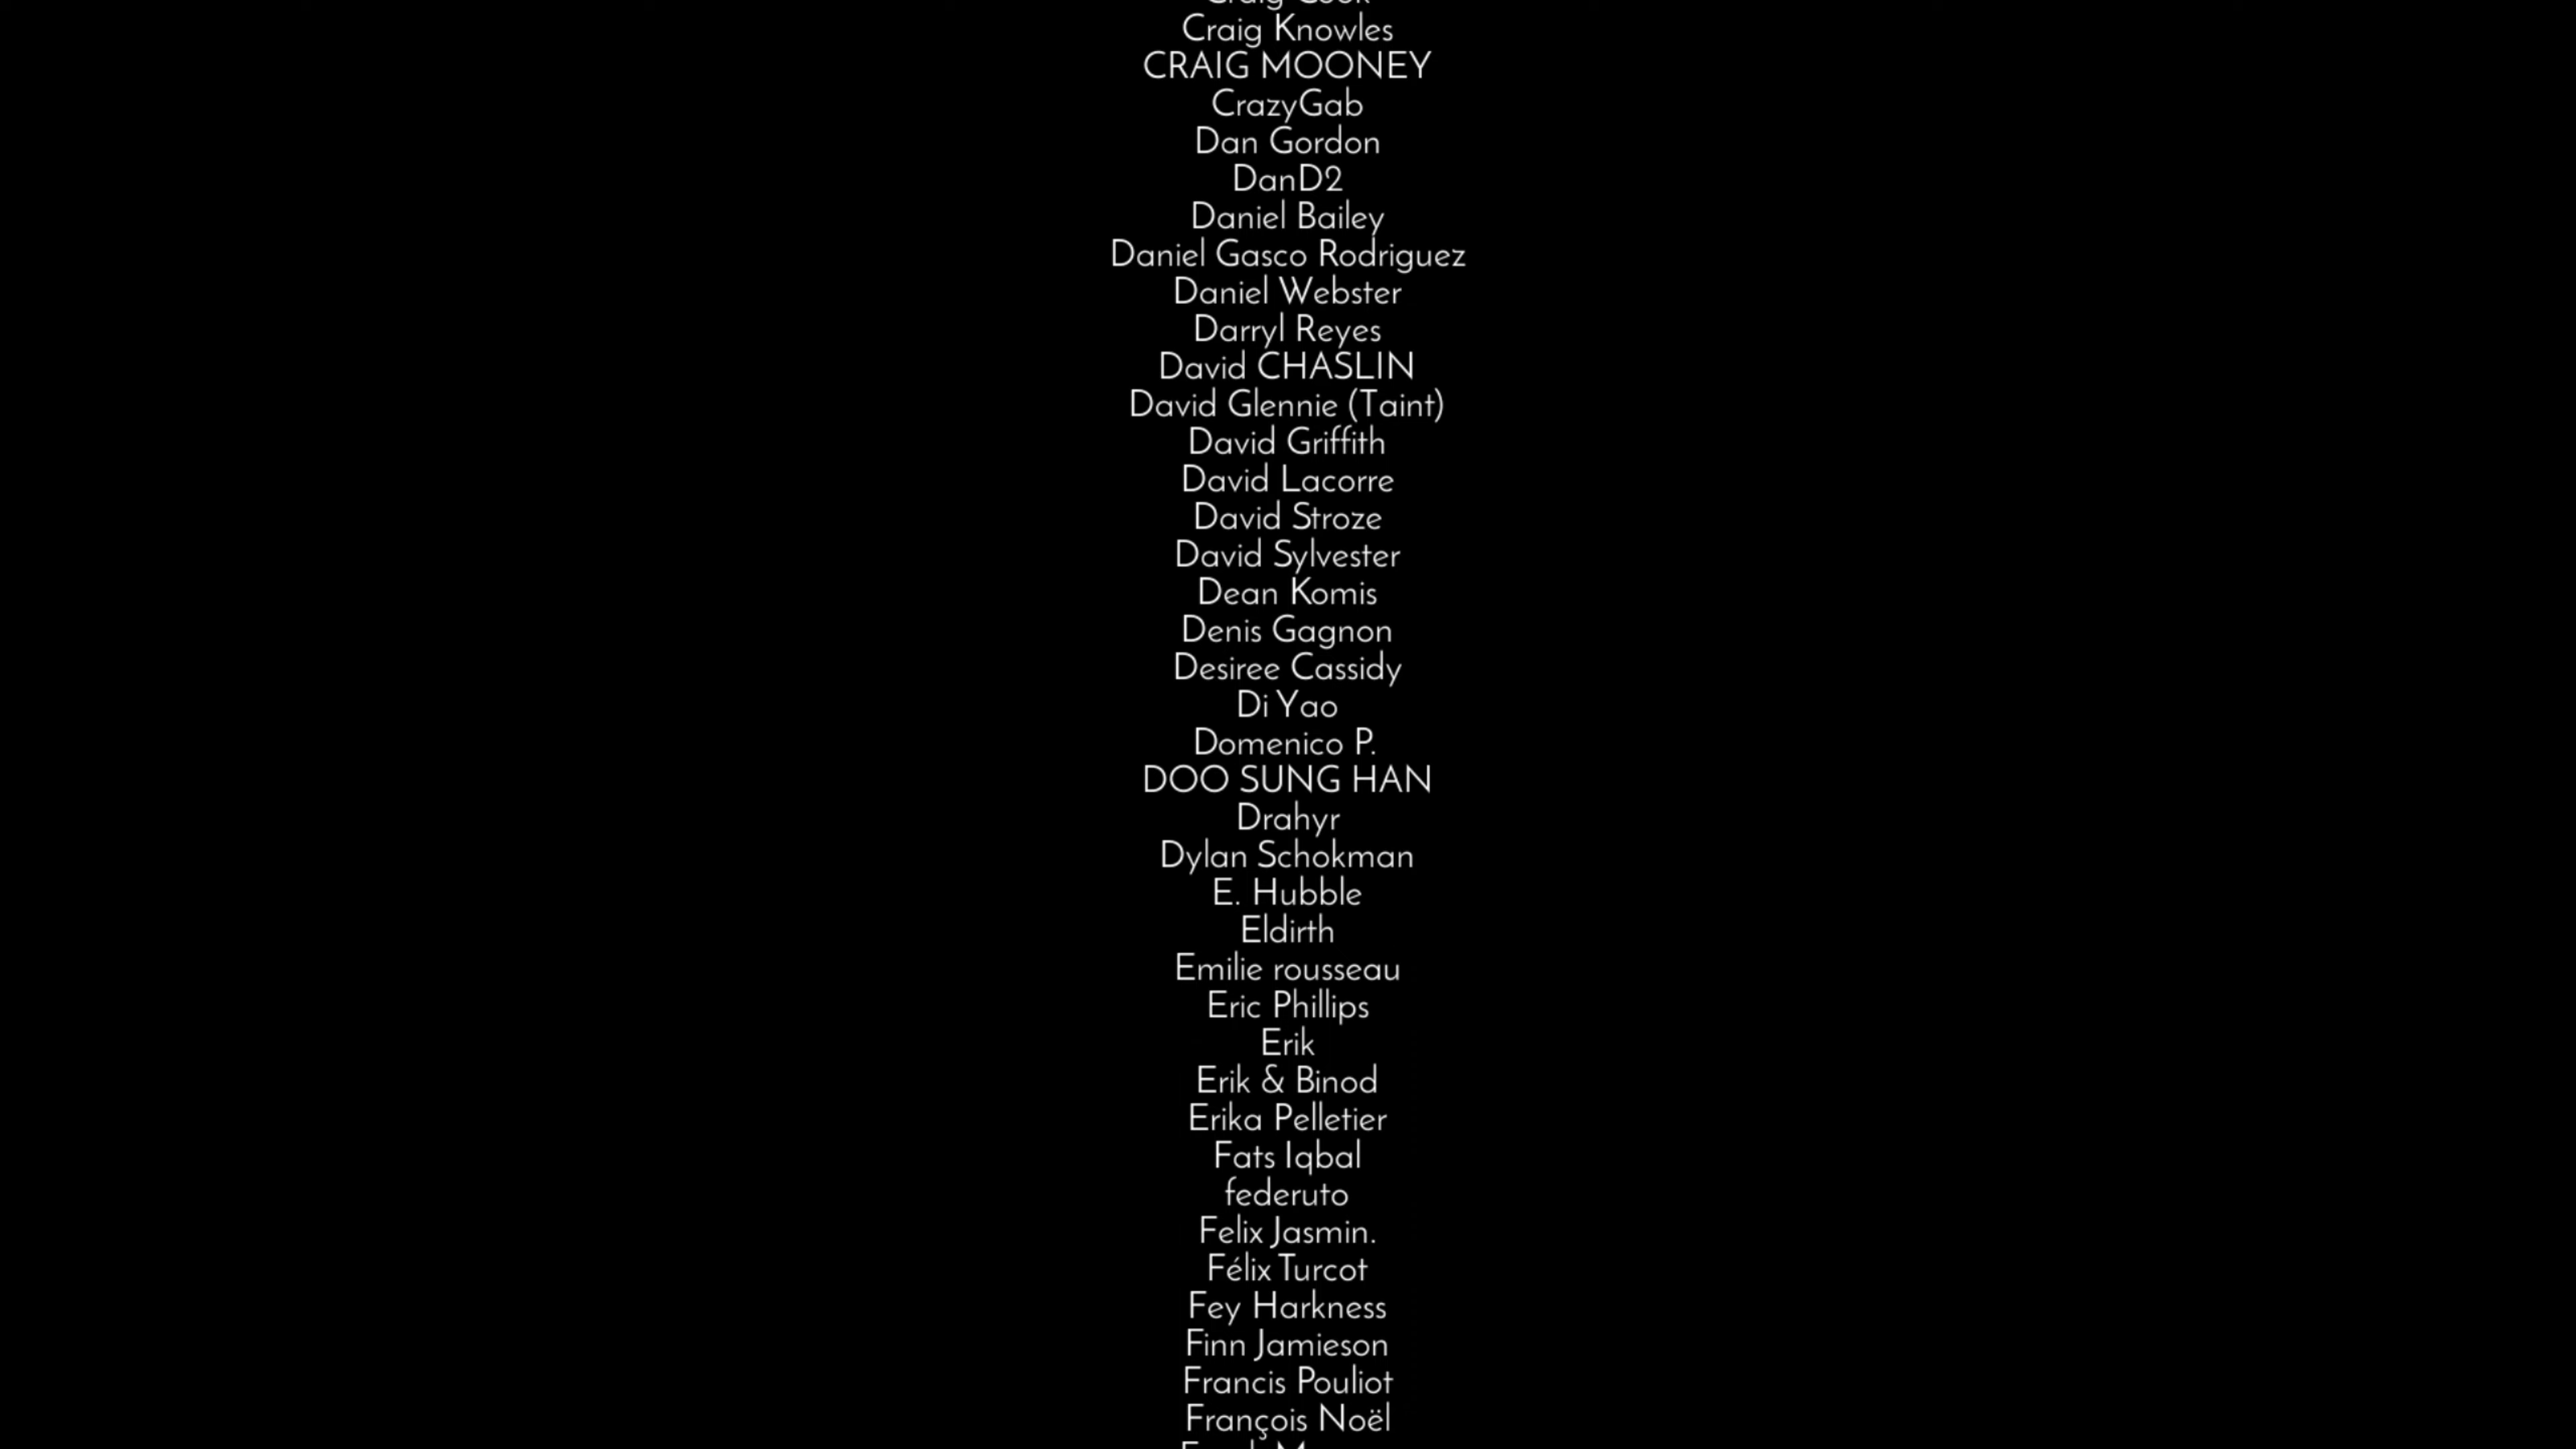 Craig Cook
Craig Knowles
CRAIG MOONEY
CrazyGab
Dan Gordon
DanD2
Daniel Bailey
Daniel Gasco Rodriguez
Daniel Webster
Darryl Reyes
David CHASLIN
David Glennie (Taint)
David Griffith
David Lacorre
David Stroze
David Sylvester
Dean Komis
Denis Gagnon
Desiree Cassidy
Di Yao
Domenico P.
DOO SUNG HAN
Drahyr
Dylan Schokman
E. Hubble
Eldirth
Emilie rousseau
Eric Phillips
Erik
Erik & Binod
Erika Pelletier
Fats Iqbal
federuto
Felix Jasmin.
Félix Turcot
Fey Harkness
Finn Jamieson
Francis Pouliot
François Noël